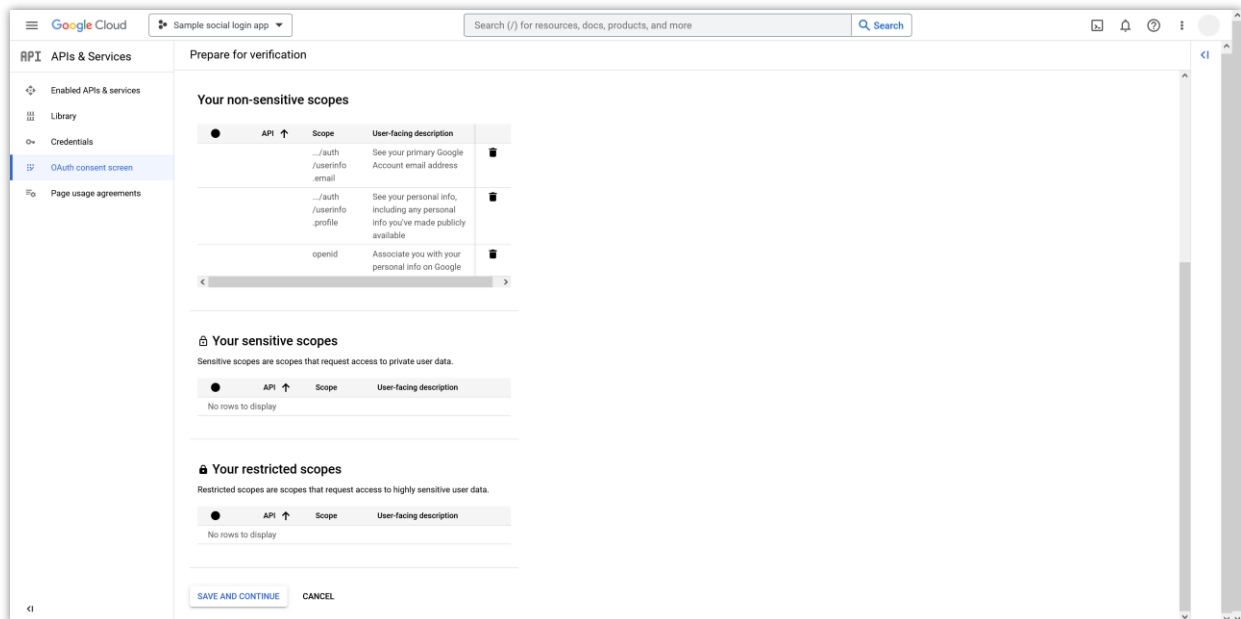 Google Cloud
Sample social login app
Search (/) for resources, docs, products, and more
Search
API APIs & Services
Prepare for verification
Enabled APIs & services
Library
Credentials
OAuth consent screen
Page usage agreements
Your non-sensitive scopes
API Scope User-facing description
.../auth
/userinfo
.email
See your primary Google
Account email address
.../auth
/userinfo
.profile
See your personal info,
including any personal
info you've made publicly
available
openid
Associate you with your
personal info on Google
Your sensitive scopes
Sensitive scopes are scopes that request access to private user data.
API Scope User-facing description
No rows to display
Your restricted scopes
Restricted scopes are scopes that request access to highly sensitive user data.
API Scope User-facing description
No rows to display
SAVE AND CONTINUE CANCEL